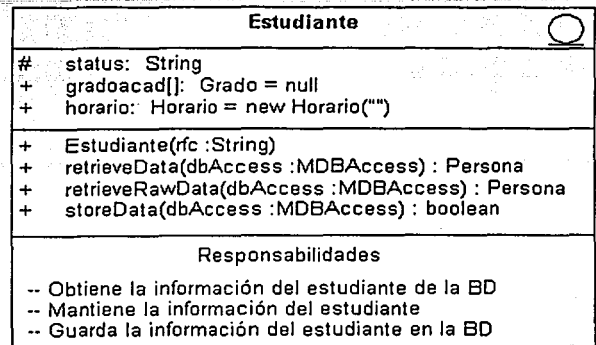 Estudiante
# status: String
+ gradoacad[]: Grado = null
+ horario: Horario = new Horario("")
+ Estudiante(rfc :String)
+ retrieveData(dbAccess :MDBAccess) : Persona
+ retrieveRawData(dbAccess :MDBAccess) : Persona
+ storeData(dbAccess :MDBAccess) : boolean
Responsabilidades
-- Obtiene la información del estudiante de la BD
-- Mantiene la información del estudiante
-- Guarda la información del estudiante en la BD